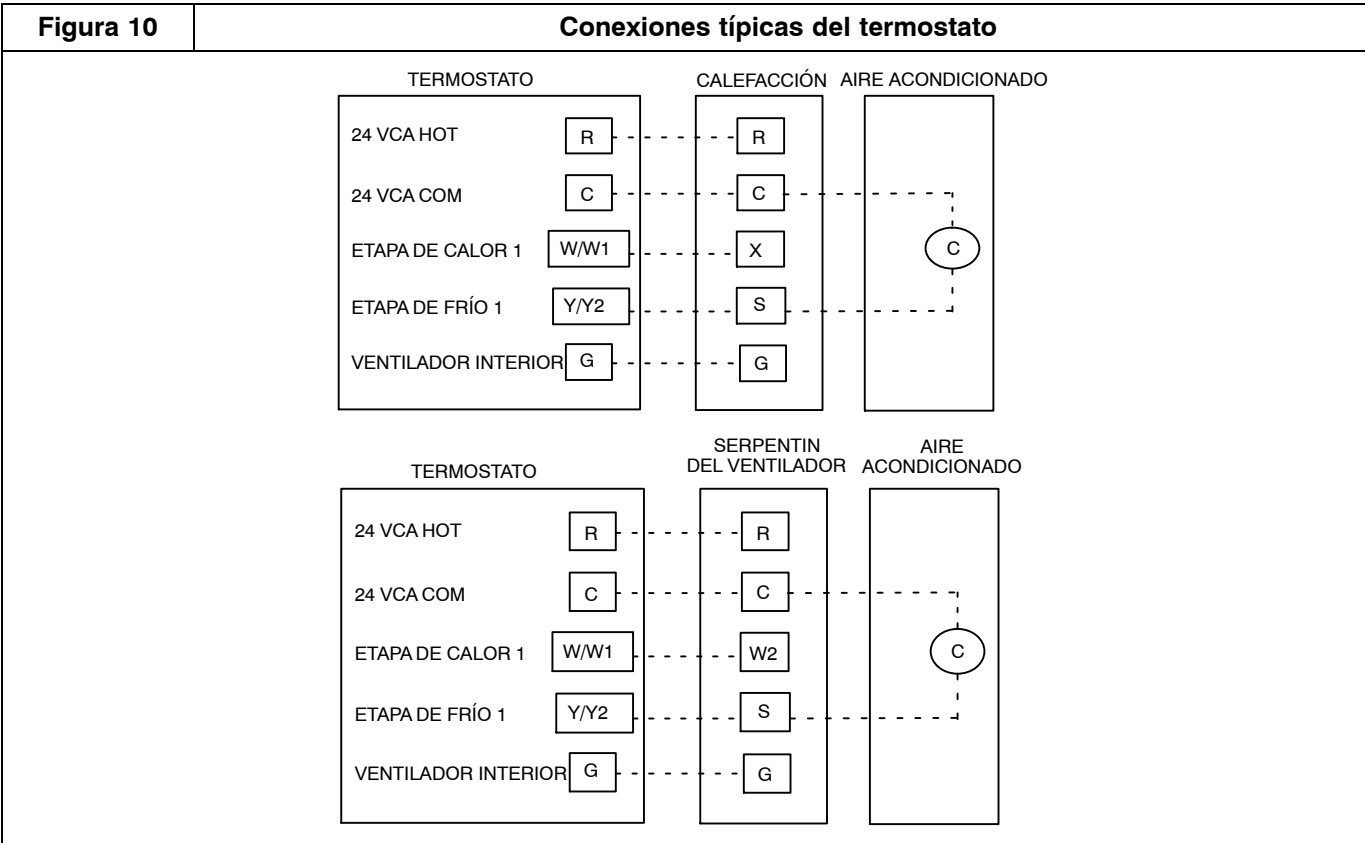 Figura 10
Conexiones típicas del termostato
TERMOSTATO
CALEFACCIÓN
AIRE ACONDICIONADO
24 VCA HOT
R
R
24 VCA COM
C
C
C
ETAPA DE CALOR 1
W/W1
X
ETAPA DE FRÍO 1
Y/Y2
S
VENTILADOR INTERIOR
G
G
TERMOSTATO
SERPENTIN
DEL VENTILADOR
AIRE
ACONDICIONADO
24 VCA HOT
R
R
24 VCA COM
C
C
C
ETAPA DE CALOR 1
W/W1
W2
ETAPA DE FRÍO 1
Y/Y2
S
VENTILADOR INTERIOR
G
G